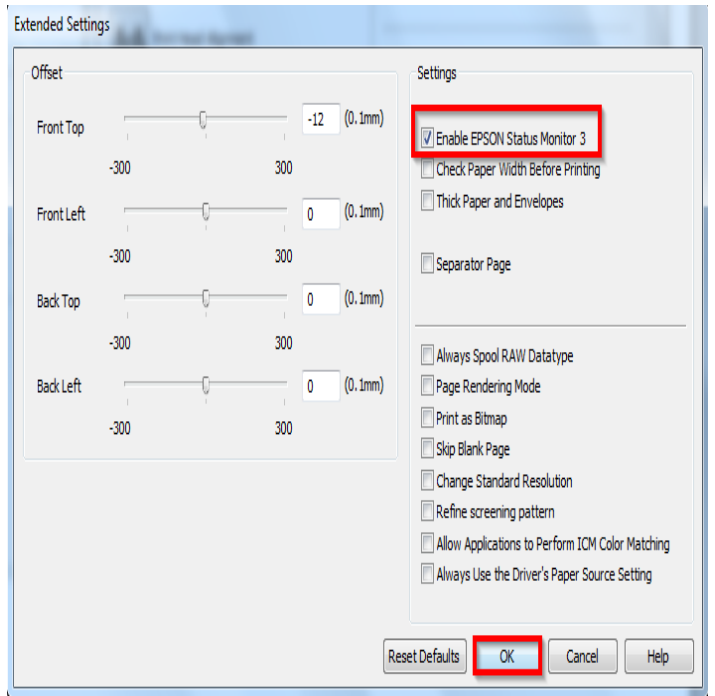 Extended Settings
Offset
Front Top
-12
(0.1mm)
-300
300
Front Left
0
(0.1mm)
-300
300
Back Top
0
(0.1mm)
-300
300
Back Left
0
(0.1mm)
-300
300
Settings
Enable EPSON Status Monitor 3
Check Paper Width Before Printing
Thick Paper and Envelopes
Separator Page
Always Spool RAW Datatype
Page Rendering Mode
Print as Bitmap
Skip Blank Page
Change Standard Resolution
Refine screening pattern
Allow Applications to Perform ICM Color Matching
Always Use the Driver's Paper Source Setting
Reset Defaults
OK
Cancel
Help